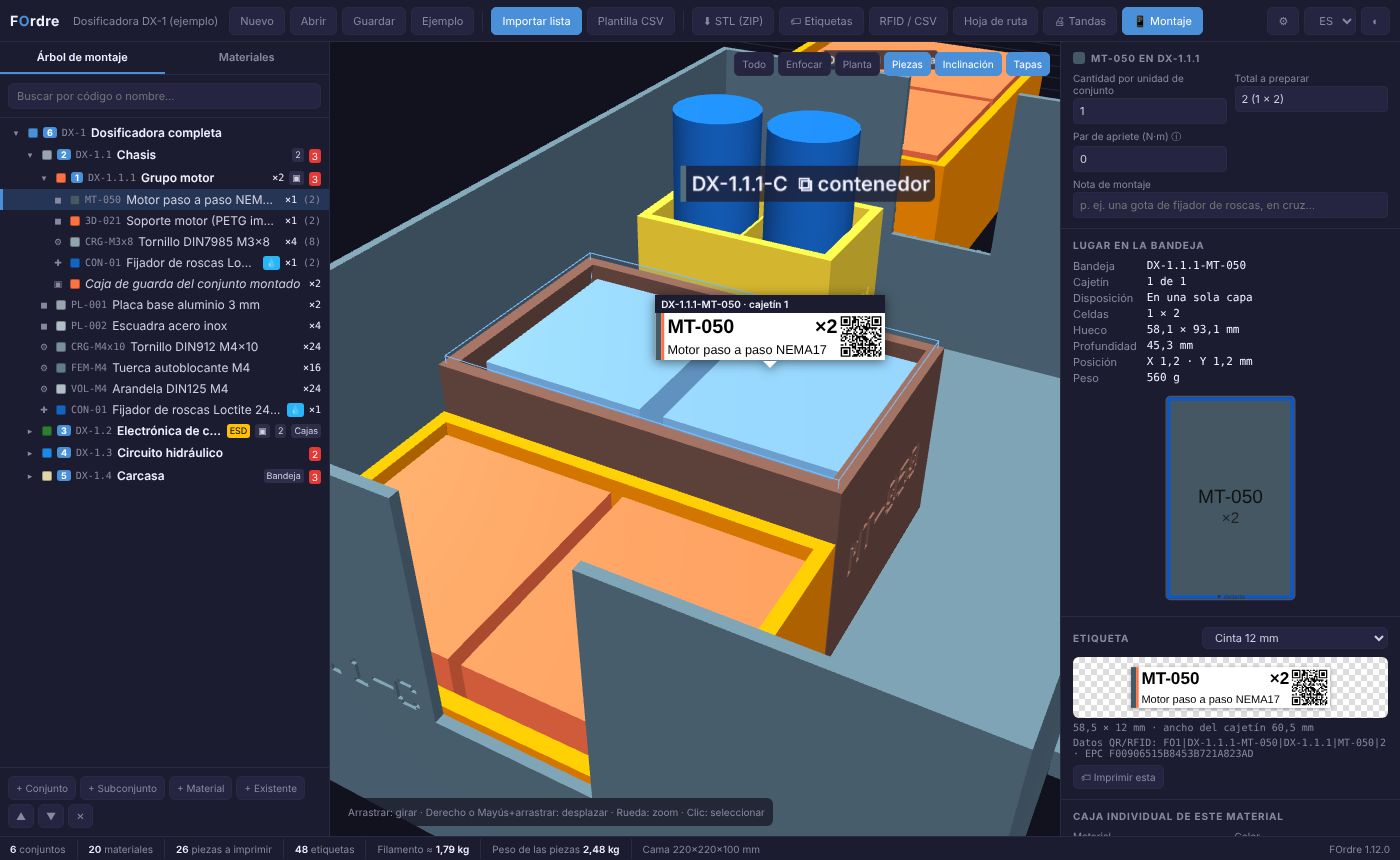 FOrdre Dosificadora DX-1 (ejemplo) Nuevo Abrir Guardar Ejemplo Importar lista Plantilla CSV STL (ZIP) Etiquetas RFID / CSV Hoja de ruta Tandas Montaje ES
Árbol de montaje Materiales
Buscar por código o nombre...
6 DX-1 Dosificadora completa
2 DX-1.1 Chasis 2 3
1 DX-1.1.1 Grupo motor ×2 3
MT-050 Motor paso a paso NEM... ×1 (2)
3D-021 Soporte motor (PETG im... ×1 (2)
CRG-M3x8 Tornillo DIN7985 M3×8 ×4 (8)
CON-01 Fijador de roscas Lo... ×1 (2)
Caja de guarda del conjunto montado ×2
PL-001 Placa base aluminio 3 mm ×2
PL-002 Escuadra acero inox ×4
CRG-M4x10 Tornillo DIN912 M4×10 ×24
FEM-M4 Tuerca autoblocante M4 ×16
VOL-M4 Arandela DIN125 M4 ×24
CON-01 Fijador de roscas Loctite 24... ×1
3 DX-1.2 Electrónica de c... ESD 2 Cajas
4 DX-1.3 Circuito hidráulico 2
5 DX-1.4 Carcasa Bandeja 3
+ Conjunto + Subconjunto + Material + Existente
Todo Enfocar Planta Piezas Inclinación Tapas
DX-1.1.1-C contenedor
DX-1.1.1-MT-050 · cajetín 1
MT-050 ×2
Motor paso a paso NEMA17
MT-050
Arrastrar: girar · Derecho o Mayús+arrastrar: desplazar · Rueda: zoom · Clic: seleccionar
MT-050 EN DX-1.1.1
Cantidad por unidad de conjunto Total a preparar
1 2 (1 × 2)
Par de apriete (N·m) ⓘ
0
Nota de montaje
p. ej. una gota de fijador de roscas, en cruz...
LUGAR EN LA BANDEJA
Bandeja DX-1.1.1-MT-050
Cajetín 1 de 1
Disposición En una sola capa
Celdas 1 × 2
Hueco 58,1 × 93,1 mm
Profundidad 45,3 mm
Posición X 1,2 · Y 1,2 mm
Peso 560 g
MT-050
×2
ETIQUETA Cinta 12 mm
MT-050 ×2
Motor paso a paso NEMA17
58,5 × 12 mm · ancho del cajetín 60,5 mm
Datos QR/RFID: FO1|DX-1.1.1-MT-050|DX-1.1.1|MT-050|2
· EPC F00906515B8453B721A823AD
Imprimir esta
CAJA INDIVIDUAL DE ESTE MATERIAL
6 conjuntos 20 materiales 26 piezas a imprimir 48 etiquetas Filamento ≈ 1,79 kg Peso de las piezas 2,48 kg Cama 220×220×100 mm FOrdre 1.12.0